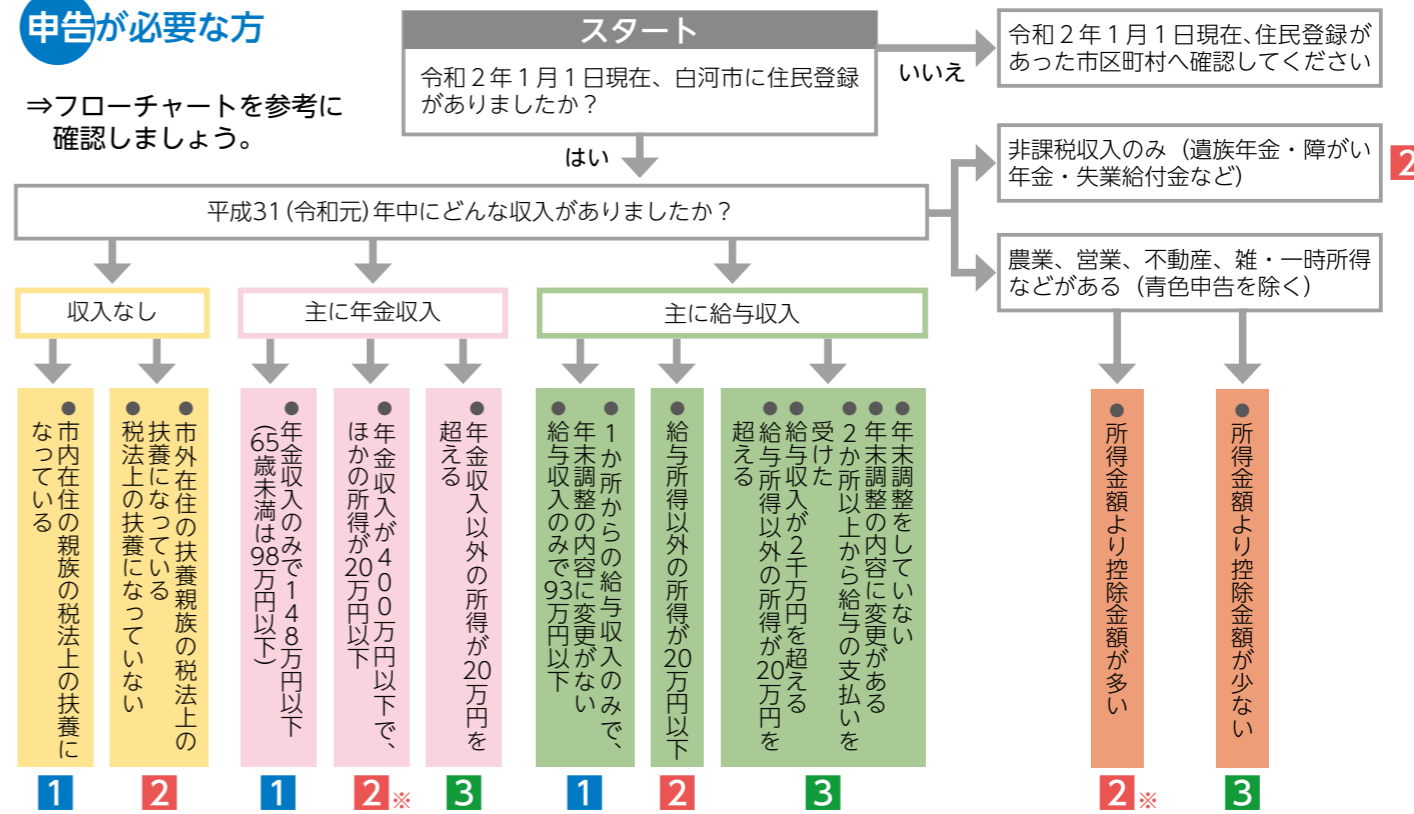 申告が必要な方
⇒フローチャートを参考に
確認しましょう。
スタート
令和2年1月1日現在、白河市に住民登録
がありましたか？
いいえ
令和2年1月1日現在、住民登録が
あった市区町村へ確認してください
はい
平成31(令和元)年中にどんな収入がありましたか？
非課税収入のみ（遺族年金・障がい
年金・失業給付金など）
2
農業、営業、不動産、雑・一時所得
などがある（青色申告を除く）
収入なし
主に年金収入
主に給与収入
●市内在住の親族の税法上の扶養に
なっている
1
●市外在住の扶養親族の税法上の
扶養になっている
●税法上の扶養になっていない
2
●年金収入のみで148万円以下
（65歳未満は98万円以下）
1
●年金収入が400万円以下で、
ほかの所得が20万円以下
2※
●年金収入以外の所得が20万円を
超える
3
●1か所からの給与収入のみで、
年末調整の内容に変更がない
●給与収入のみで93万円以下
1
●給与所得以外の所得が20万円以下
2
●年末調整をしていない
●年末調整の内容に変更がある
●2か所以上から給与の支払いを
受けた
●給与収入が2千万円を超える
●給与所得以外の所得が20万円を
超える
3
●所得金額より控除金額が多い
2※
●所得金額より控除金額が少ない
3